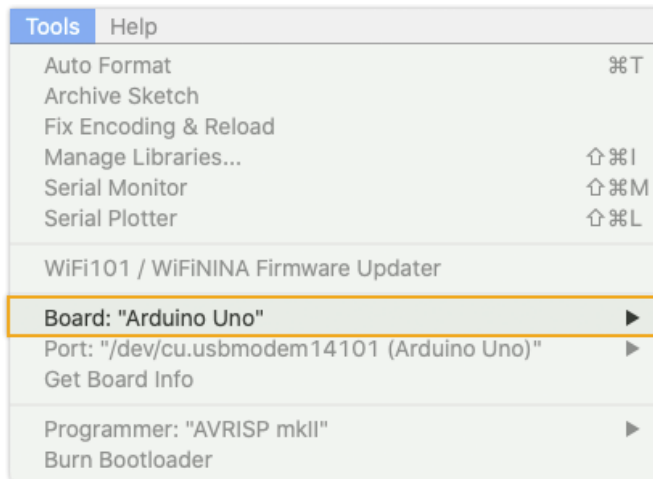 Tools Help
Auto Format ⌘T
Archive Sketch
Fix Encoding & Reload
Manage Libraries... ⇧⌘I
Serial Monitor ⇧⌘M
Serial Plotter ⇧⌘L
WiFi101 / WiFiNINA Firmware Updater
Board: "Arduino Uno" ▶
Port: "/dev/cu.usbmodem14101 (Arduino Uno)" ▶
Get Board Info
Programmer: "AVRISP mkII" ▶
Burn Bootloader